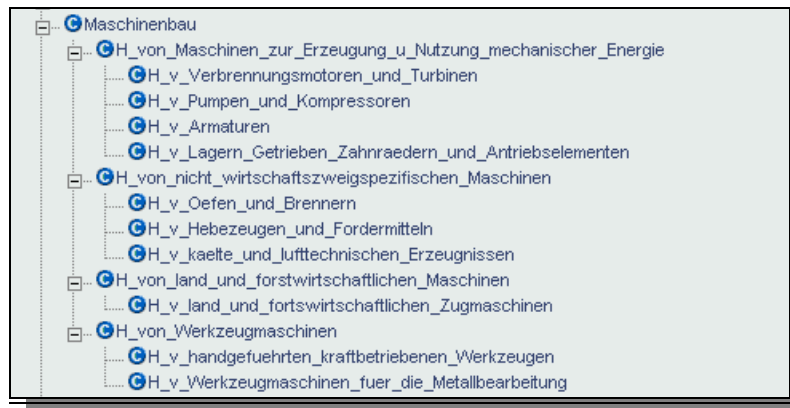 Maschinenbau
H_von_Maschinen_zur_Erzeugung_u_Nutzung_mechanischer_Energie
H_v_Verbrennungsmotoren_und_Turbinen
H_v_Pumpen_und_Kompressoren
H_v_Armaturen
H_v_Lagern_Getrieben_Zahnraedern_und_Antriebselementen
H_von_nicht_wirtschaftszweigspezifischen_Maschinen
H_v_Oefen_und_Brennern
H_v_Hebezeugen_und_Fordermitteln
H_v_kaelte_und_lufttechnischen_Erzeugnissen
H_von_land_und_forstwirtschaftlichen_Maschinen
H_v_land_und_fortswirtschaftlichen_Zugmaschinen
H_von_Werkzeugmaschinen
H_v_handgefuehrten_kraftbetriebenen_Werkzeugen
H_v_Werkzeugmaschinen_fuer_die_Metallbearbeitung